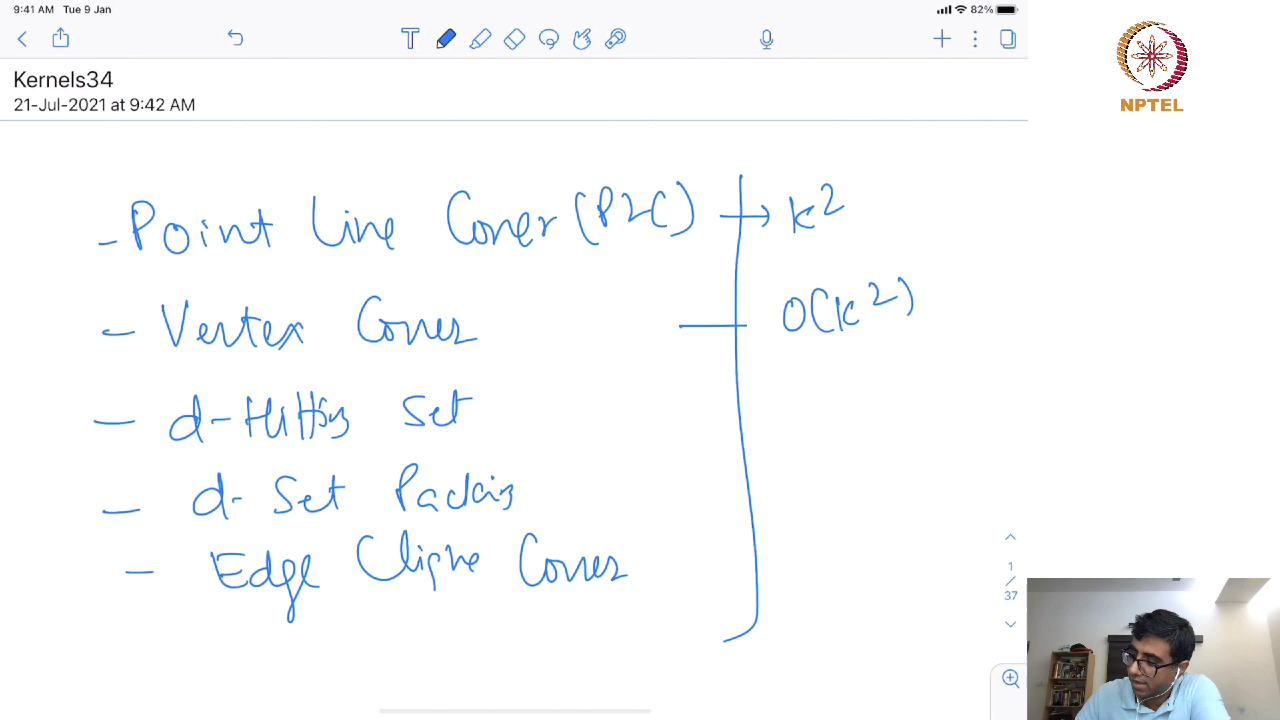 9:41 AM Tue 9 Jan
82%
Kernels34
21-Jul-2021 at 9:42 AM
NPTEL
- Point Line Cover (PLC) → k²
- Vertex Cover — O(k²)
- d-Hitting Set
- d-Set Packing
- Edge Clique Cover
1
/
37